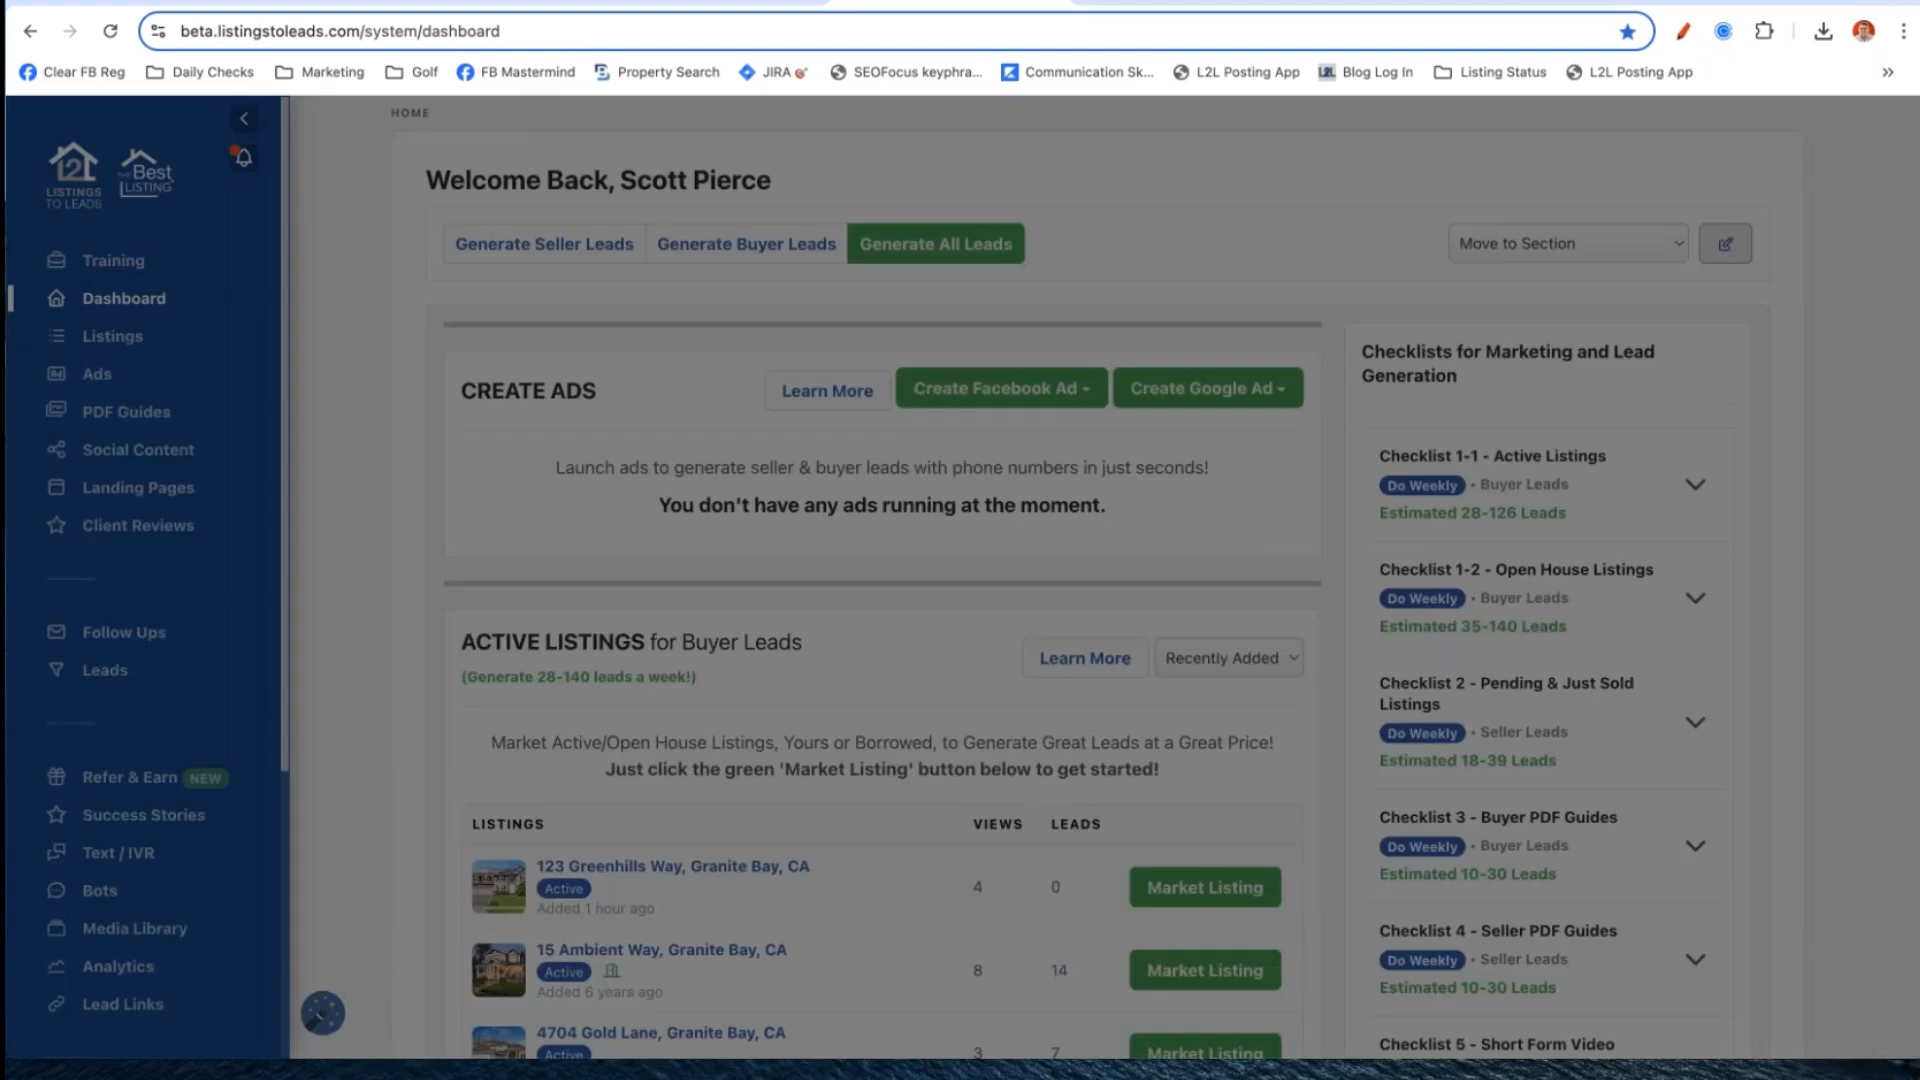 beta.listingstoleads.com/system/dashboard
Clear FB Reg
Daily Checks
Marketing
Golf
FB Mastermind
Property Search
JIRA
SEOFocus keyphra...
Communication Sk...
L2L Posting App
Blog Log In
Listing Status
L2L Posting App
L2L
LISTINGS
TO LEADS
THE Best
LISTING
Training
Dashboard
Listings
Ads
PDF Guides
Social Content
Landing Pages
Client Reviews
Follow Ups
Leads
Refer & Earn NEW
Success Stories
Text / IVR
Bots
Media Library
Analytics
Lead Links
HOME
Welcome Back, Scott Pierce
Generate Seller Leads
Generate Buyer Leads
Generate All Leads
Move to Section
CREATE ADS
Learn More
Create Facebook Ad
Create Google Ad
Launch ads to generate seller & buyer leads with phone numbers in just seconds!
You don't have any ads running at the moment.
ACTIVE LISTINGS for Buyer Leads
(Generate 28-140 leads a week!)
Learn More
Recently Added
Market Active/Open House Listings, Yours or Borrowed, to Generate Great Leads at a Great Price!
Just click the green 'Market Listing' button below to get started!
LISTINGS VIEWS LEADS
123 Greenhills Way, Granite Bay, CA
Active
Added 1 hour ago
4 0 Market Listing
15 Ambient Way, Granite Bay, CA
Active
Added 6 years ago
8 14 Market Listing
4704 Gold Lane, Granite Bay, CA
Active
3 7 Market Listing
Checklists for Marketing and Lead
Generation
Checklist 1-1 - Active Listings
Do Weekly • Buyer Leads
Estimated 28-126 Leads
Checklist 1-2 - Open House Listings
Do Weekly • Buyer Leads
Estimated 35-140 Leads
Checklist 2 - Pending & Just Sold
Listings
Do Weekly • Seller Leads
Estimated 18-39 Leads
Checklist 3 - Buyer PDF Guides
Do Weekly • Buyer Leads
Estimated 10-30 Leads
Checklist 4 - Seller PDF Guides
Do Weekly • Seller Leads
Estimated 10-30 Leads
Checklist 5 - Short Form Video